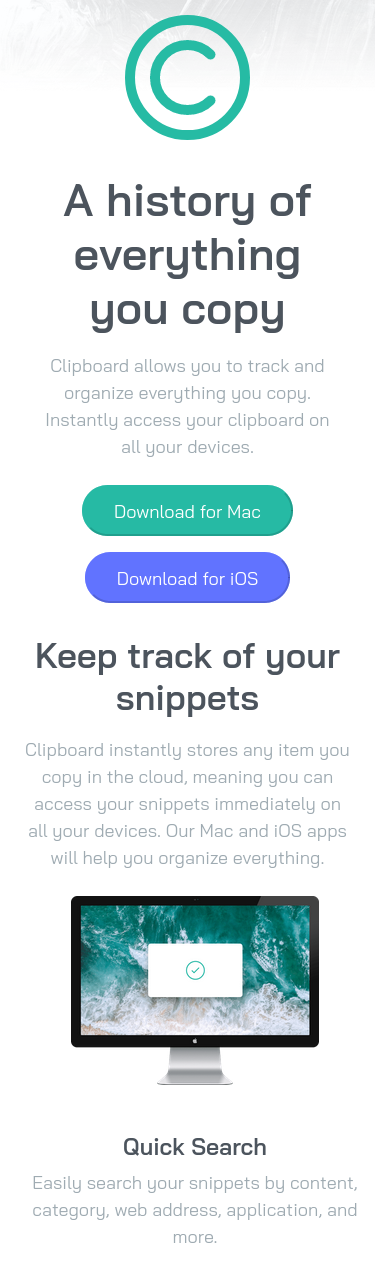 A history of
everything
you copy
Clipboard allows you to track and
organize everything you copy.
Instantly access your clipboard on
all your devices.
Download for Mac
Download for iOS
Keep track of your
snippets
Clipboard instantly stores any item you
copy in the cloud, meaning you can
access your snippets immediately on
all your devices. Our Mac and iOS apps
will help you organize everything.
Quick Search
Easily search your snippets by content,
category, web address, application, and
more.